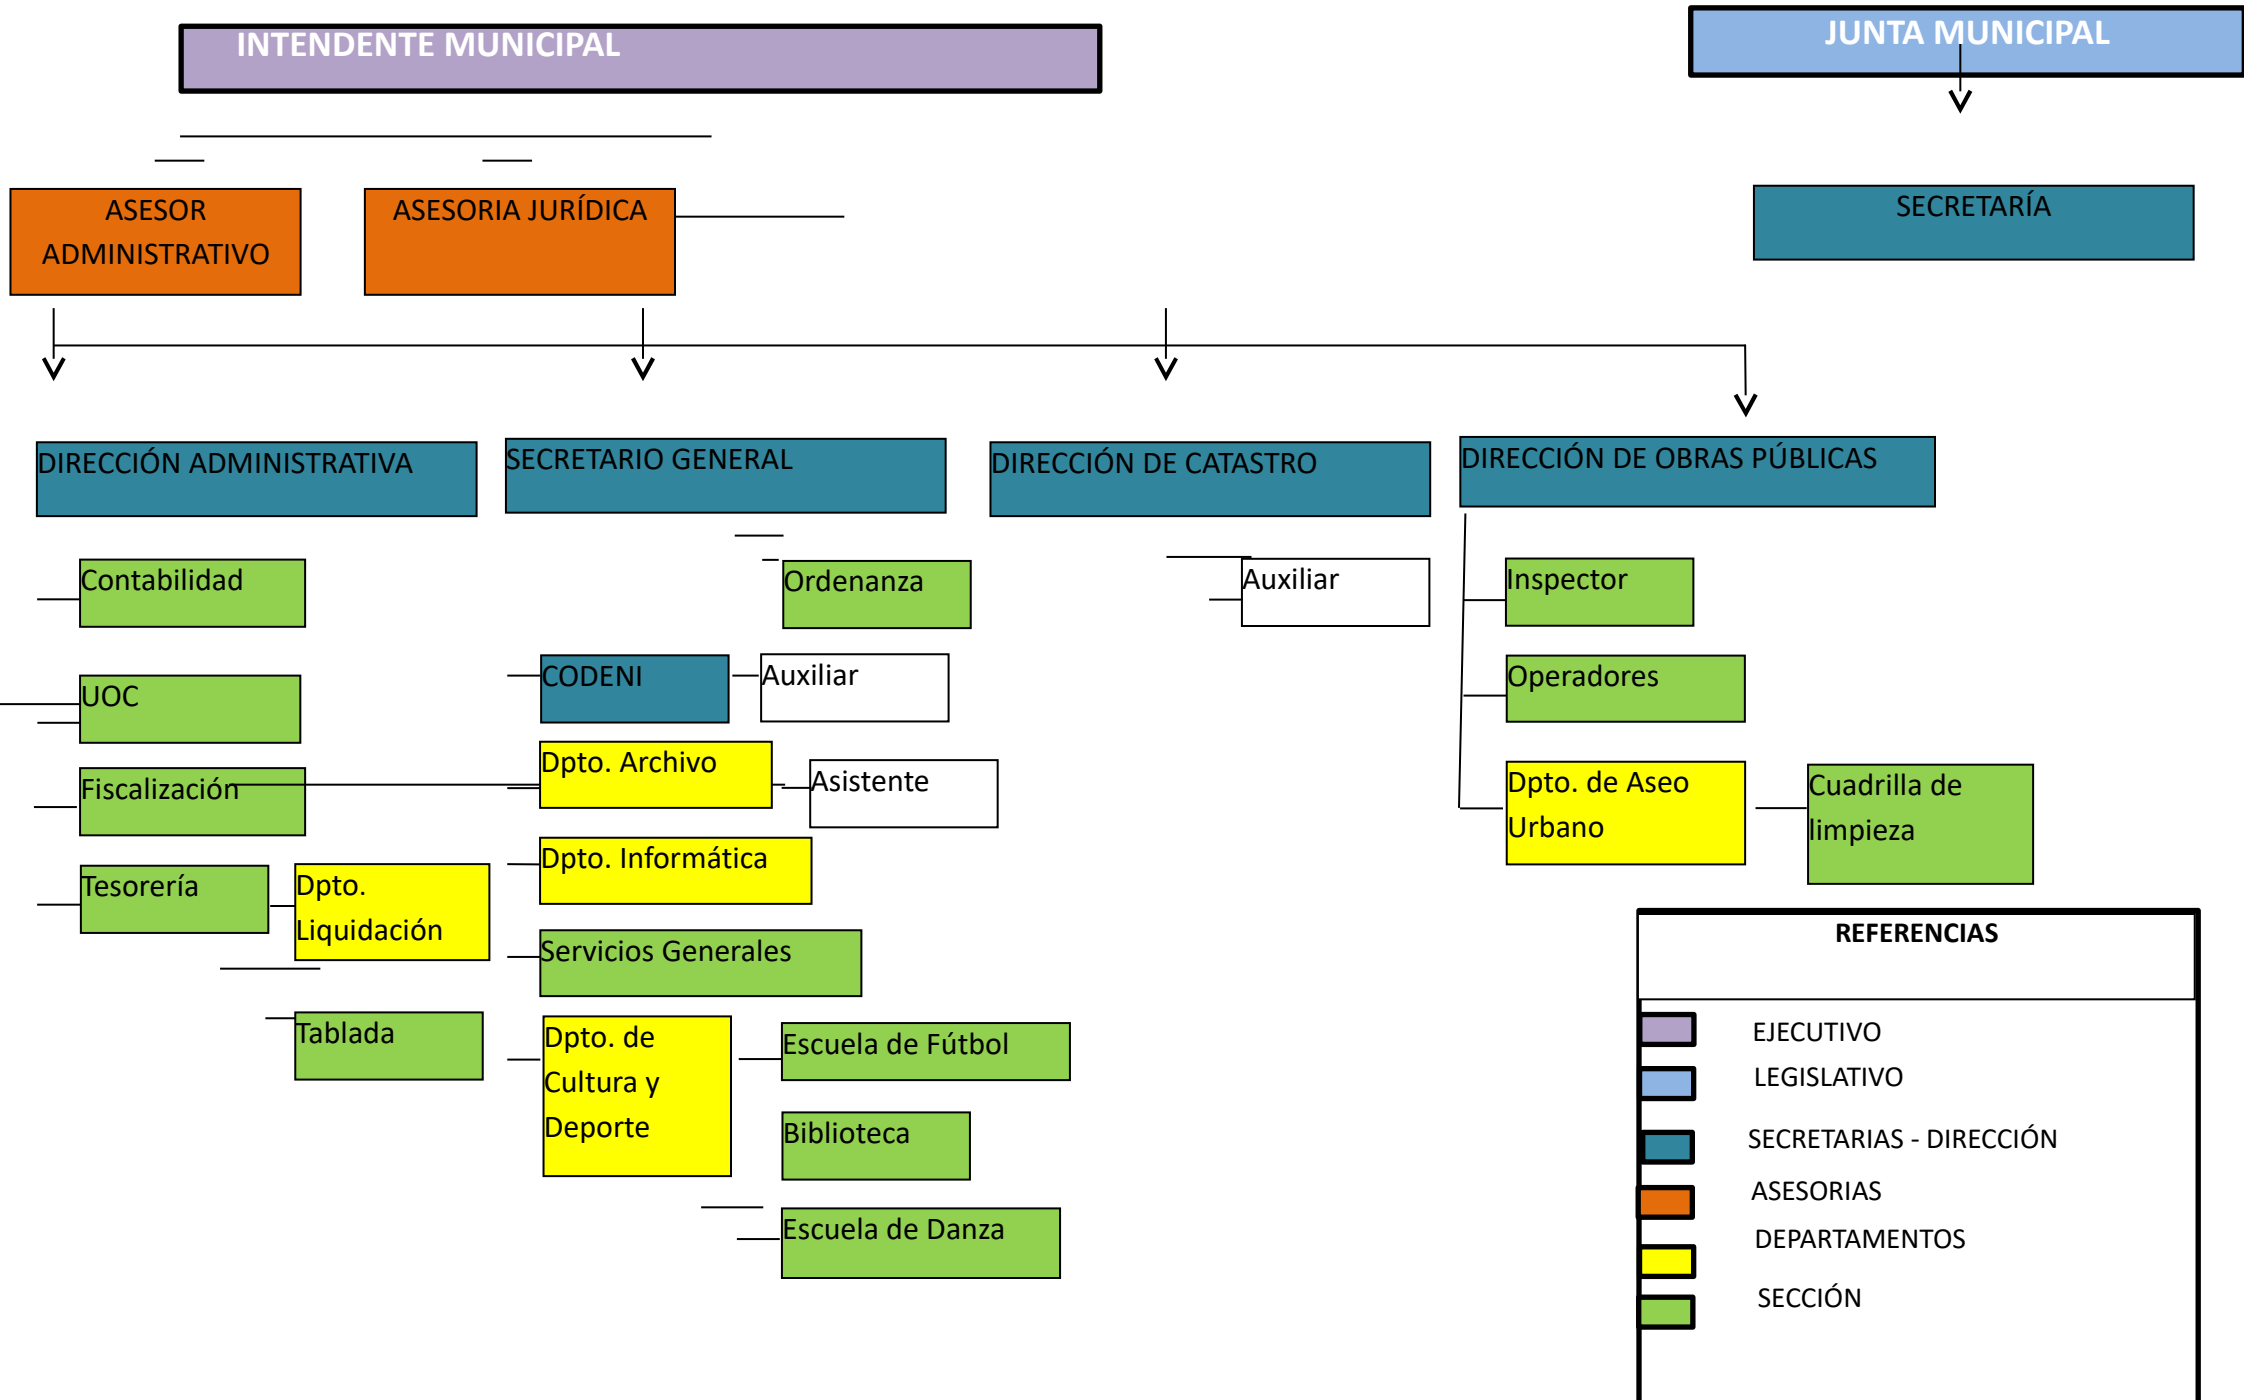 INTENDENTE MUNICIPAL
JUNTA MUNICIPAL
ASESOR
ADMINISTRATIVO
ASESORIA JURÍDICA
SECRETARÍA
DIRECCIÓN ADMINISTRATIVA
SECRETARIO GENERAL
DIRECCIÓN DE CATASTRO
DIRECCIÓN DE OBRAS PÚBLICAS
Contabilidad
UOC
Fiscalización
Tesorería
Dpto.
Liquidación
Tablada
Ordenanza
CODENI
Auxiliar
Dpto. Archivo
Asistente
Dpto. Informática
Servicios Generales
Dpto. de
Cultura y
Deporte
Escuela de Fútbol
Biblioteca
Escuela de Danza
Auxiliar
Inspector
Operadores
Dpto. de Aseo
Urbano
Cuadrilla de
limpieza
REFERENCIAS
EJECUTIVO
LEGISLATIVO
SECRETARIAS - DIRECCIÓN
ASESORIAS
DEPARTAMENTOS
SECCIÓN